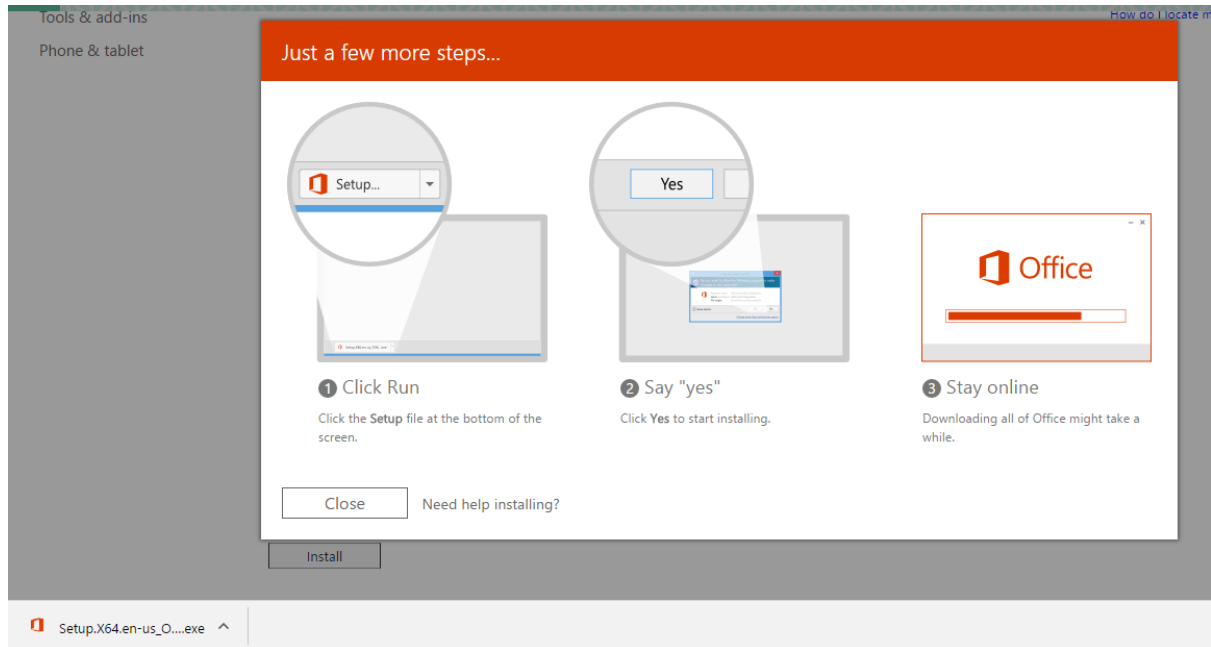 Tools & add-ins
How do I locate m
Phone & tablet
Just a few more steps...
Setup...
Yes
Office
1 Click Run
Click the Setup file at the bottom of the
screen.
2 Say "yes"
Click Yes to start installing.
3 Stay online
Downloading all of Office might take a
while.
Close
Need help installing?
Install
Setup.X64.en-us_O....exe